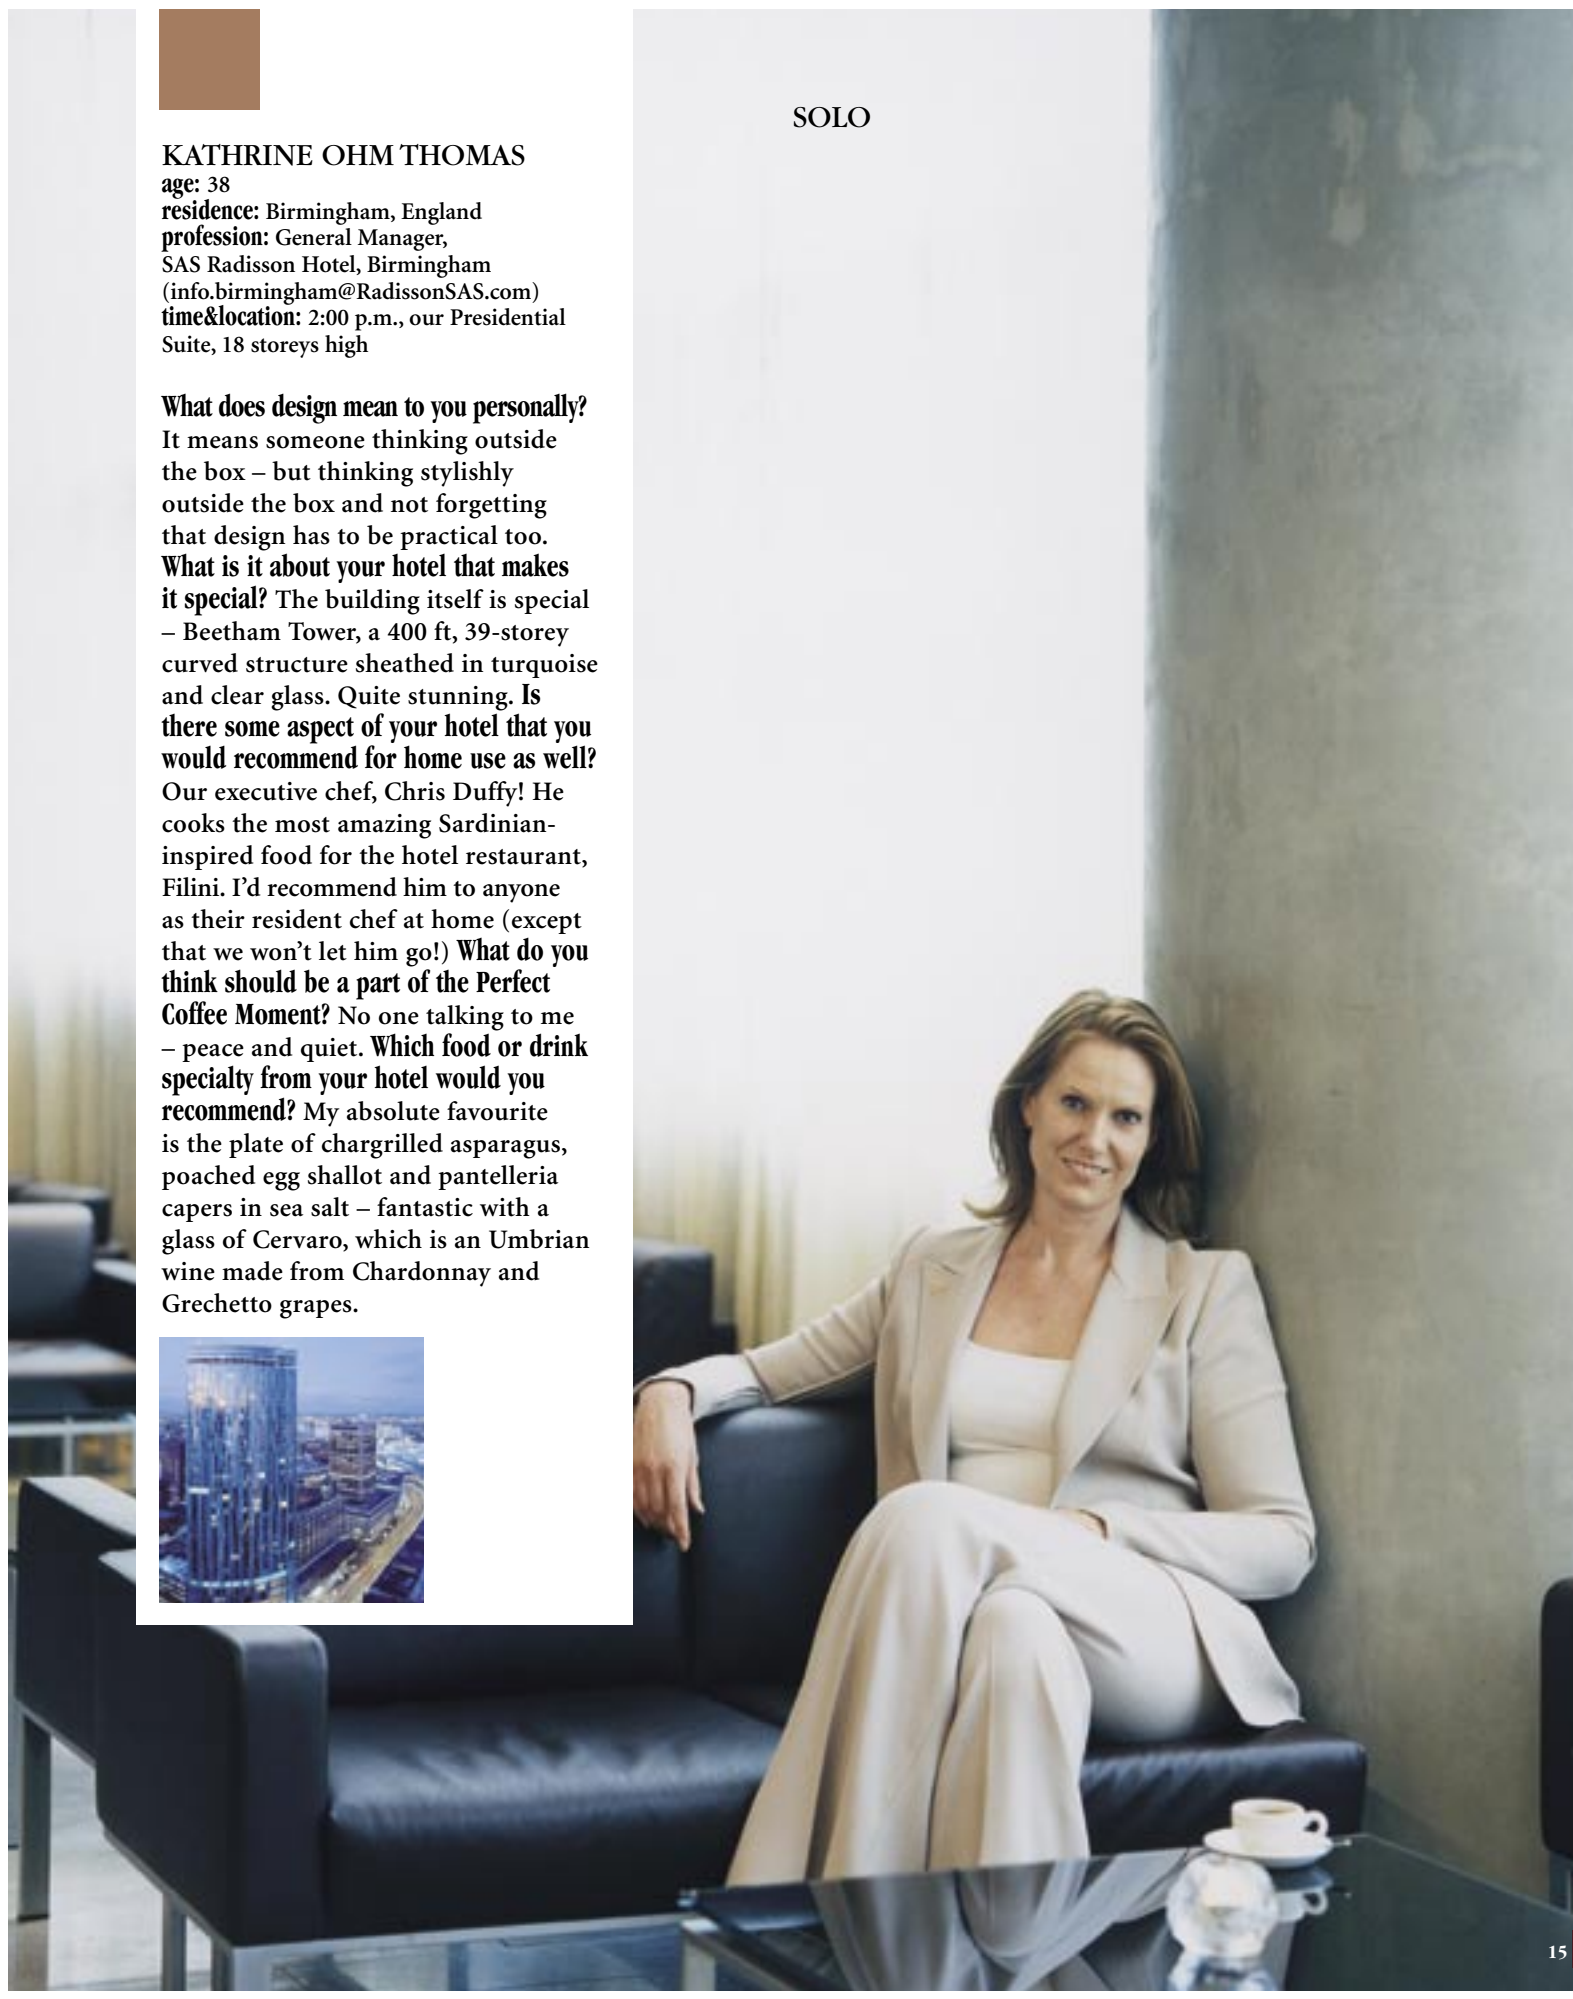 SOLO
KATHRINE OHM THOMAS
age: 38
residence: Birmingham, England
profession: General Manager,
SAS Radisson Hotel, Birmingham
(info.birmingham@RadissonSAS.com)
time&location: 2:00 p.m., our Presidential
Suite, 18 storeys high
What does design mean to you personally?
It means someone thinking outside
the box – but thinking stylishly
outside the box and not forgetting
that design has to be practical too.
What is it about your hotel that makes
it special? The building itself is special
– Beetham Tower, a 400 ft, 39-storey
curved structure sheathed in turquoise
and clear glass. Quite stunning. Is
there some aspect of your hotel that you
would recommend for home use as well?
Our executive chef, Chris Duffy! He
cooks the most amazing Sardinian-
inspired food for the hotel restaurant,
Filini. I’d recommend him to anyone
as their resident chef at home (except
that we won’t let him go!) What do you
think should be a part of the Perfect
Coffee Moment? No one talking to me
– peace and quiet. Which food or drink
specialty from your hotel would you
recommend? My absolute favourite
is the plate of chargrilled asparagus,
poached egg shallot and pantelleria
capers in sea salt – fantastic with a
glass of Cervaro, which is an Umbrian
wine made from Chardonnay and
Grechetto grapes.
15